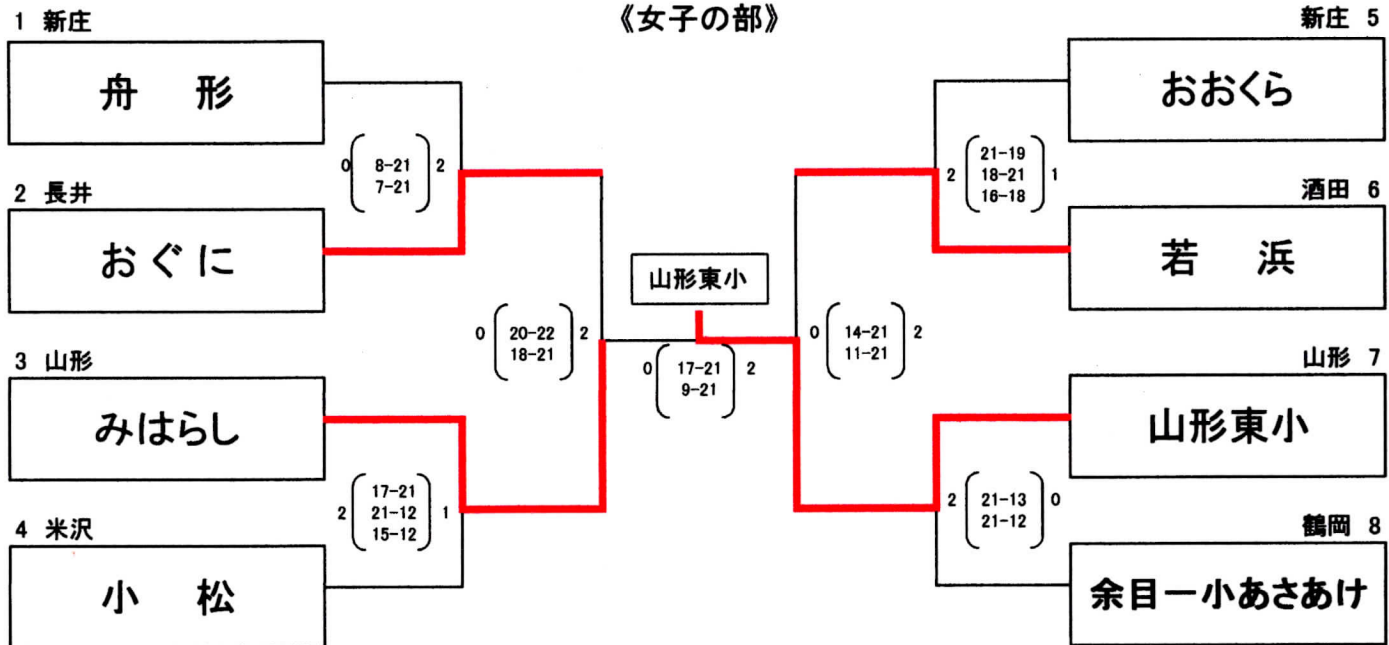 《女子の部》
1 新庄
舟 形
0 8-21 2
7-21
2 長井
おぐに
0 20-22 2
18-21
3 山形
みはらし
2 17-21 1
21-12
15-12
4 米沢
小 松
山形東小
0 17-21 2
9-21
新庄 5
おおくら
2 21-19 1
18-21
16-18
酒田 6
若 浜
0 14-21 2
11-21
山形 7
山形東小
2 21-13 0
21-12
鶴岡 8
余目一小あさあけ